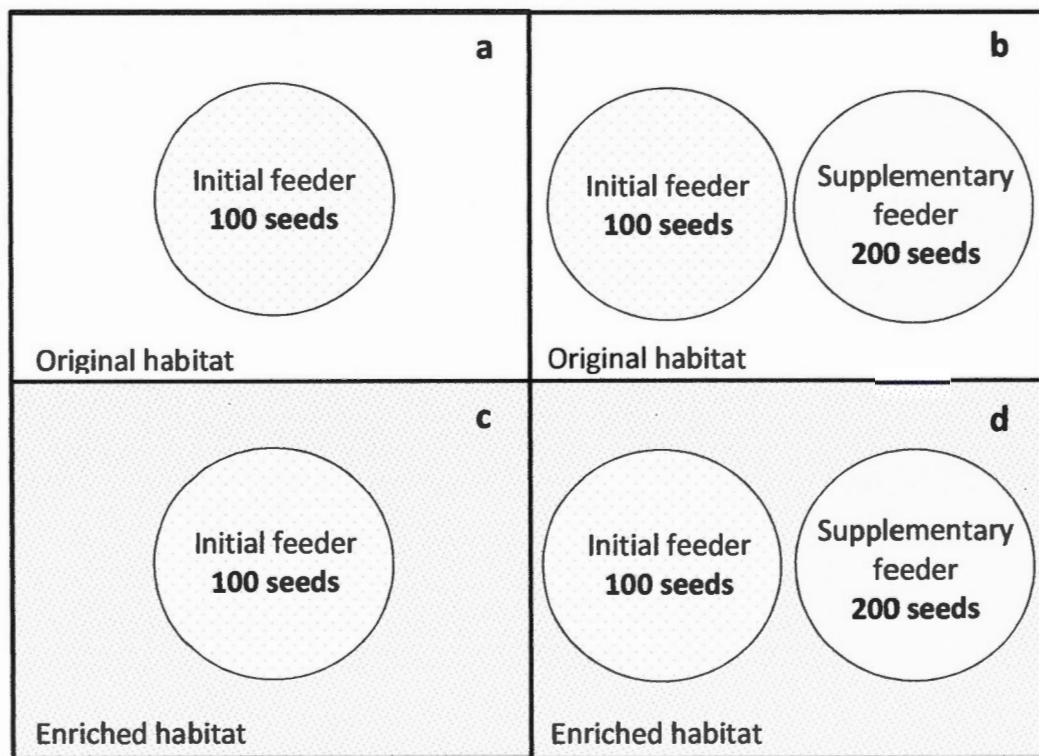 a
Initial feeder
100 seeds
Original habitat
b
Initial feeder
100 seeds
Supplementary
feeder
200 seeds
Original habitat
c
Initial feeder
100 seeds
Enriched habitat
d
Initial feeder
100 seeds
Supplementary
feeder
200 seeds
Enriched habitat